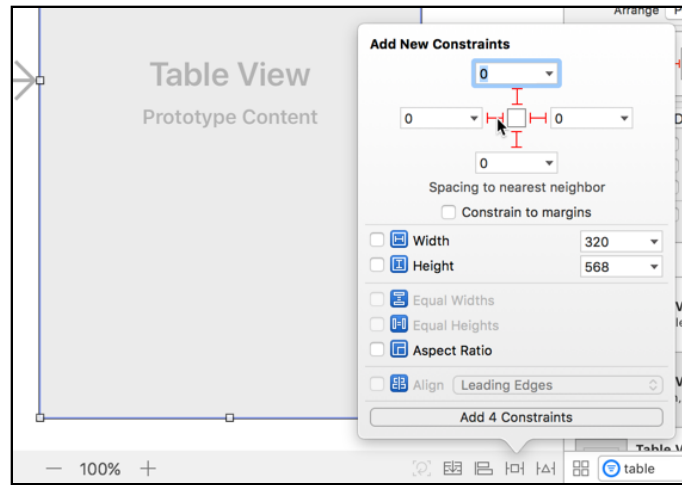 Arrange
Add New Constraints
0
Table View
Prototype Content
0
0
0
Spacing to nearest neighbor
Constrain to margins
Width
320
Height
568
Equal Widths
Equal Heights
Aspect Ratio
Align
Leading Edges
Add 4 Constraints
Table V
100%
table